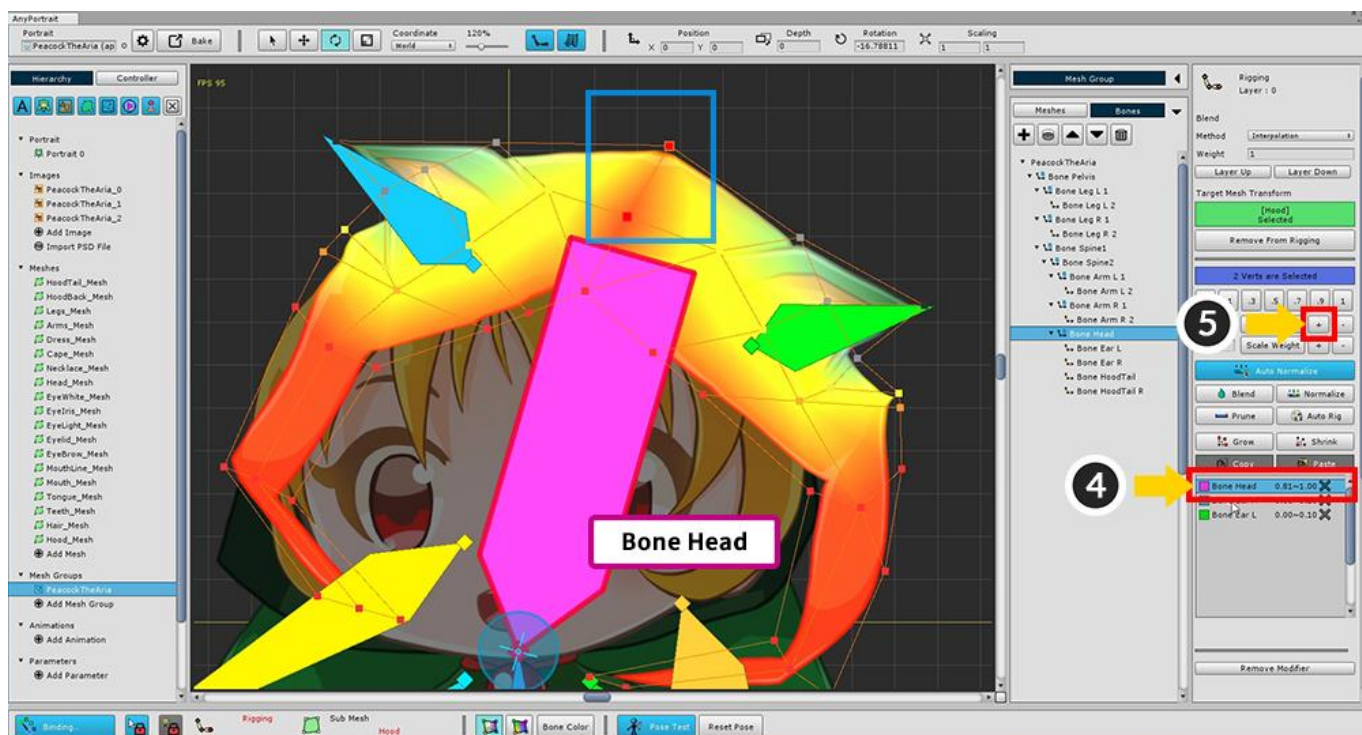 AnyPortrait
Portrait
PeacockTheAria (ap
Bake
Coordinate
World
120%
Position
X 0 Y 0
Depth
0
Rotation
-16.78811
Scaling
1 1
Hierarchy
Controller
FPS 95
Portrait
Portrait 0
Images
PeacockTheAria_0
PeacockTheAria_1
PeacockTheAria_2
Add Image
Import PSD File
Meshes
HoodTail_Mesh
HoodBack_Mesh
Legs_Mesh
Arms_Mesh
Dress_Mesh
Cape_Mesh
Necklace_Mesh
Head_Mesh
EyeWhite_Mesh
EyeIris_Mesh
EyeLight_Mesh
Eyelid_Mesh
EyeBrow_Mesh
MouthLine_Mesh
Mouth_Mesh
Tongue_Mesh
Teeth_Mesh
Hair_Mesh
Hood_Mesh
Add Mesh
Mesh Groups
PeacockTheAria
Add Mesh Group
Animations
Add Animation
Parameters
Add Parameter
Bone Head
Mesh Group
Meshes
Bones
PeacockTheAria
Bone Pelvis
Bone Leg L 1
Bone Leg L 2
Bone Leg R 1
Bone Leg R 2
Bone Spine1
Bone Spine2
Bone Arm L 1
Bone Arm L 2
Bone Arm R 1
Bone Arm R 2
Bone Head
Bone Ear L
Bone Ear R
Bone HoodTail
Bone HoodTail R
Rigging
Layer : 0
Blend
Method Interpolation
Weight 1
Layer Up
Layer Down
Target Mesh Transform
[Hood]
Selected
Remove From Rigging
2 Verts are Selected
.3 .5 .7 .9 1
5
+ -
Scale Weight + -
Auto Normalize
Blend
Normalize
Prune
Auto Rig
Grow
Shrink
Copy
Paste
4
Bone Head 0.81~1.00
Bone Ear L 0.00~0.10
Remove Modifier
Binding..
Rigging
Sub Mesh
Hood
Bone Color
Pose Test
Reset Pose